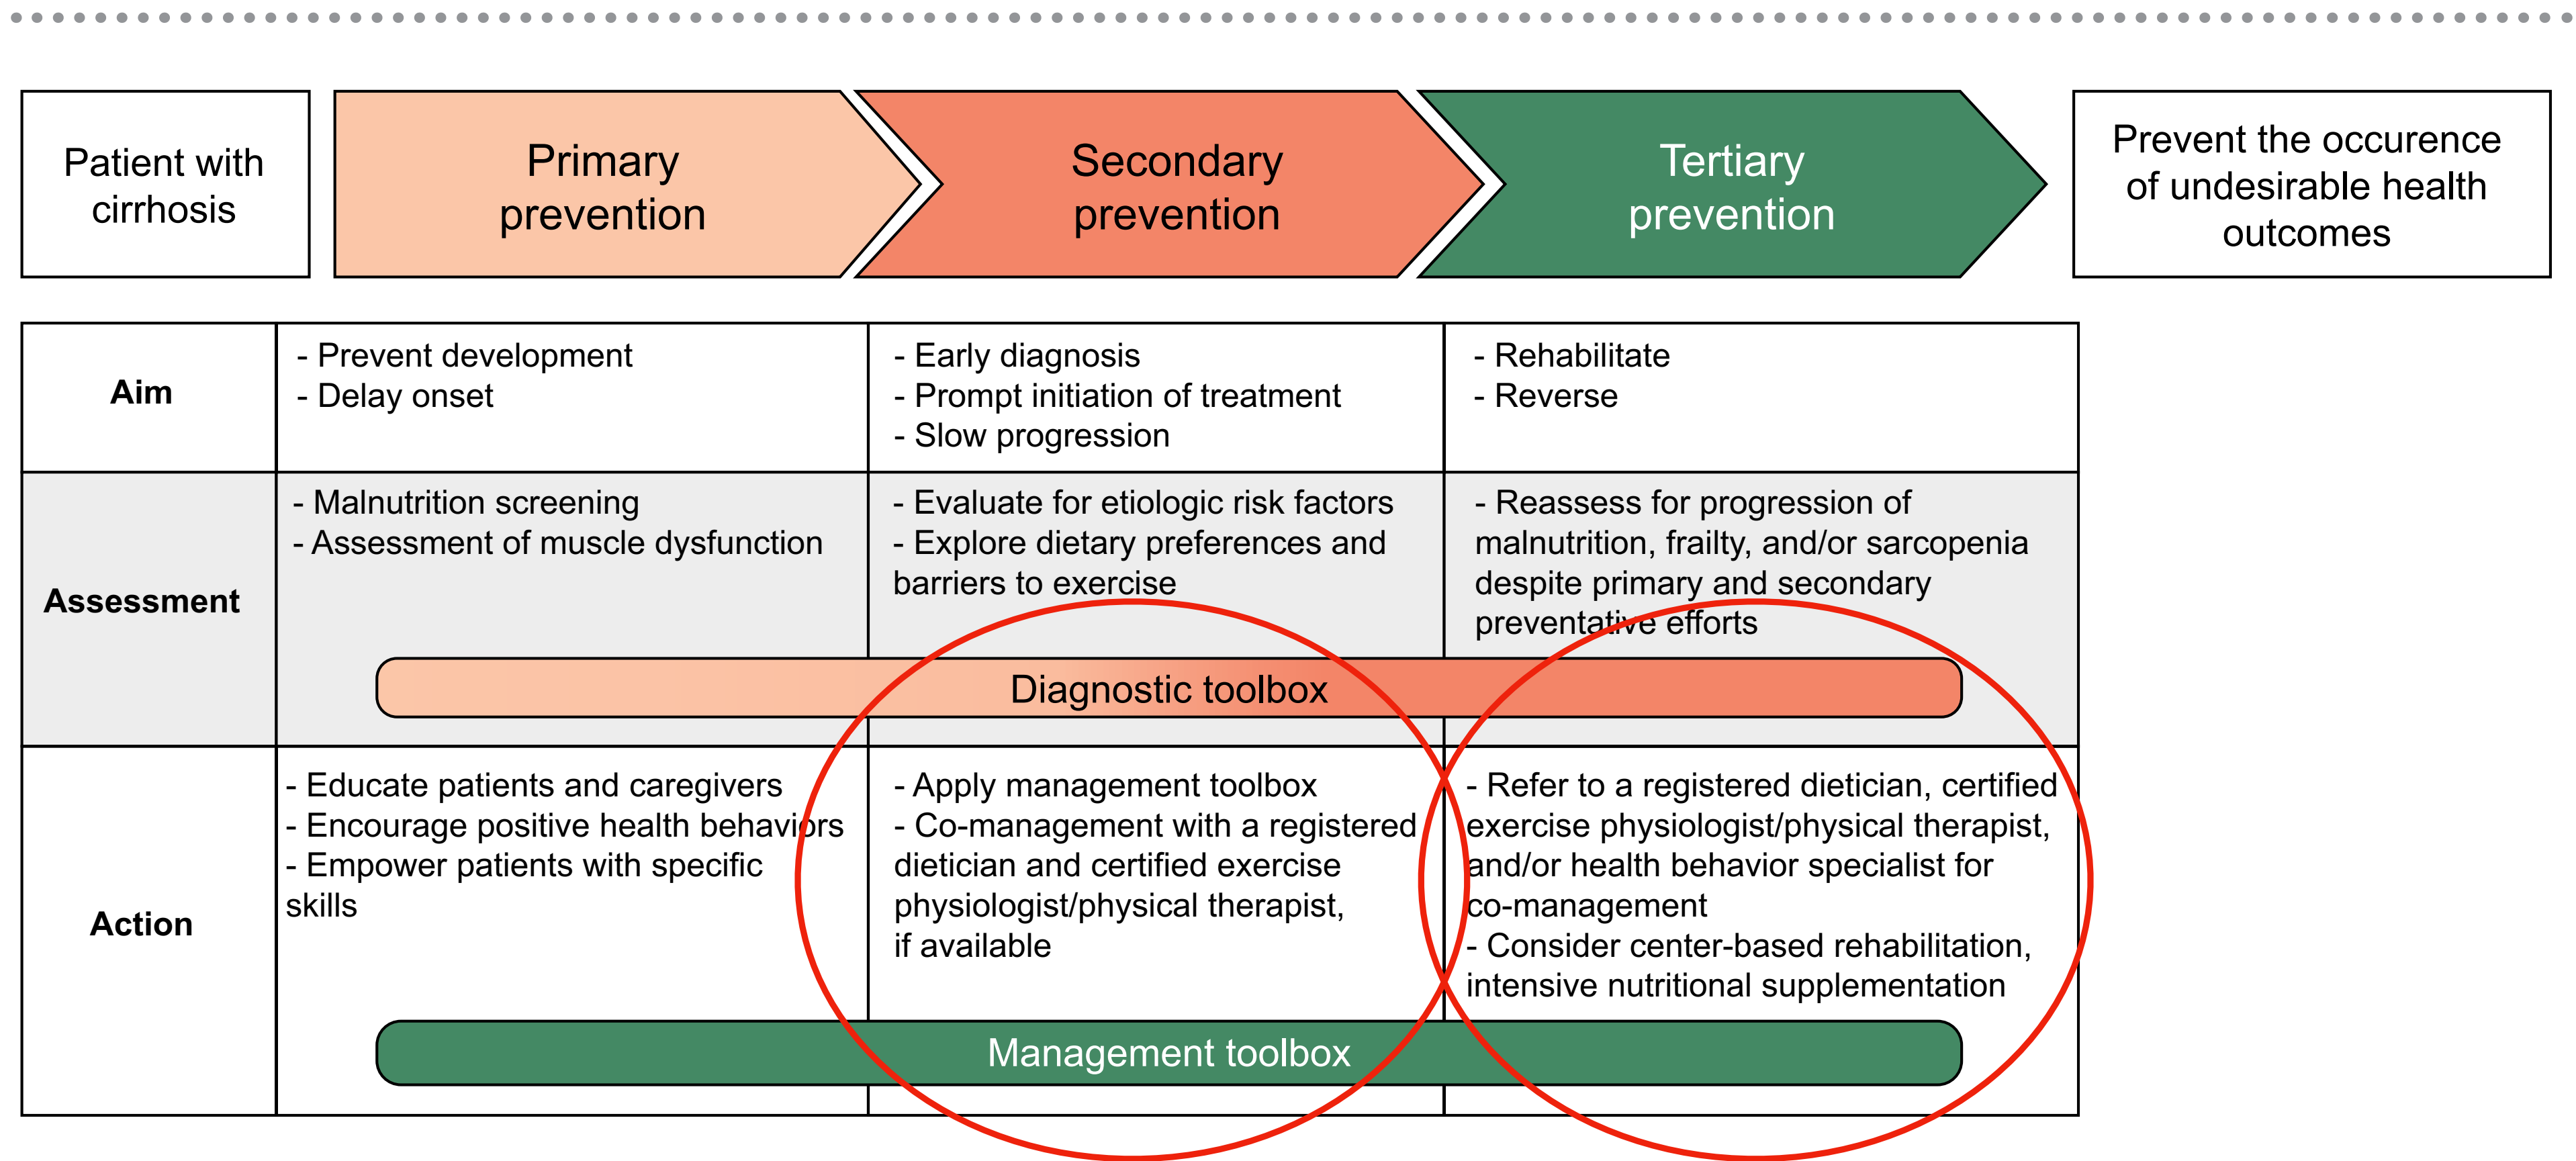 Patient with
cirrhosis
Primary
prevention
Secondary
prevention
Tertiary
prevention
Prevent the occurence
of undesirable health
outcomes
Aim
- Prevent development
- Delay onset
- Early diagnosis
- Prompt initiation of treatment
- Slow progression
- Rehabilitate
- Reverse
Assessment
- Malnutrition screening
- Assessment of muscle dysfunction
- Evaluate for etiologic risk factors
- Explore dietary preferences and
barriers to exercise
- Reassess for progression of
malnutrition, frailty, and/or sarcopenia
despite primary and secondary
preventative efforts
Diagnostic toolbox
Action
- Educate patients and caregivers
- Encourage positive health behaviors
- Empower patients with specific
skills
- Apply management toolbox
- Co-management with a registered
dietician and certified exercise
physiologist/physical therapist,
if available
- Refer to a registered dietician, certified
exercise physiologist/physical therapist,
and/or health behavior specialist for
co-management
- Consider center-based rehabilitation,
intensive nutritional supplementation
Management toolbox